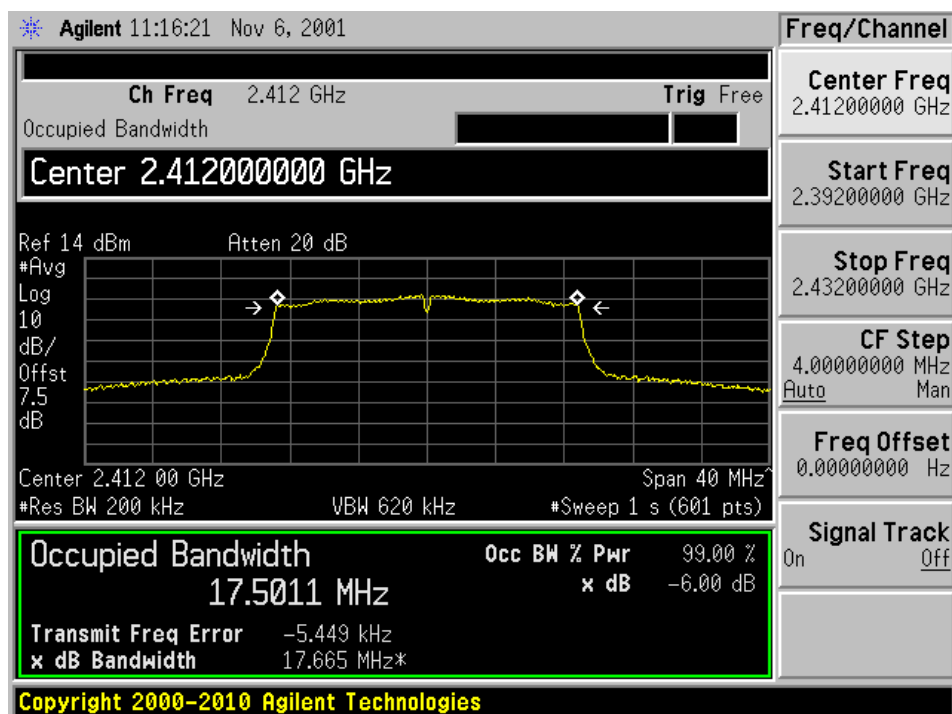 Agilent 11:16:21 Nov 6, 2001
Freq/Channel
Ch Freq 2.412 GHz Trig Free
Occupied Bandwidth
Center 2.412000000 GHz
Ref 14 dBm Atten 20 dB
#Avg
Log
10
dB/
Offst
7.5
dB
Center 2.412 00 GHz Span 40 MHz^
#Res BW 200 kHz VBW 620 kHz #Sweep 1 s (601 pts)
Occupied Bandwidth
17.5011 MHz
Occ BW % Pwr 99.00 %
x dB -6.00 dB
Transmit Freq Error -5.449 kHz
x dB Bandwidth 17.665 MHz*
Center Freq
2.41200000 GHz
Start Freq
2.39200000 GHz
Stop Freq
2.43200000 GHz
CF Step
4.00000000 MHz
Auto Man
Freq Offset
0.00000000 Hz
Signal Track
On Off
Copyright 2000-2010 Agilent Technologies